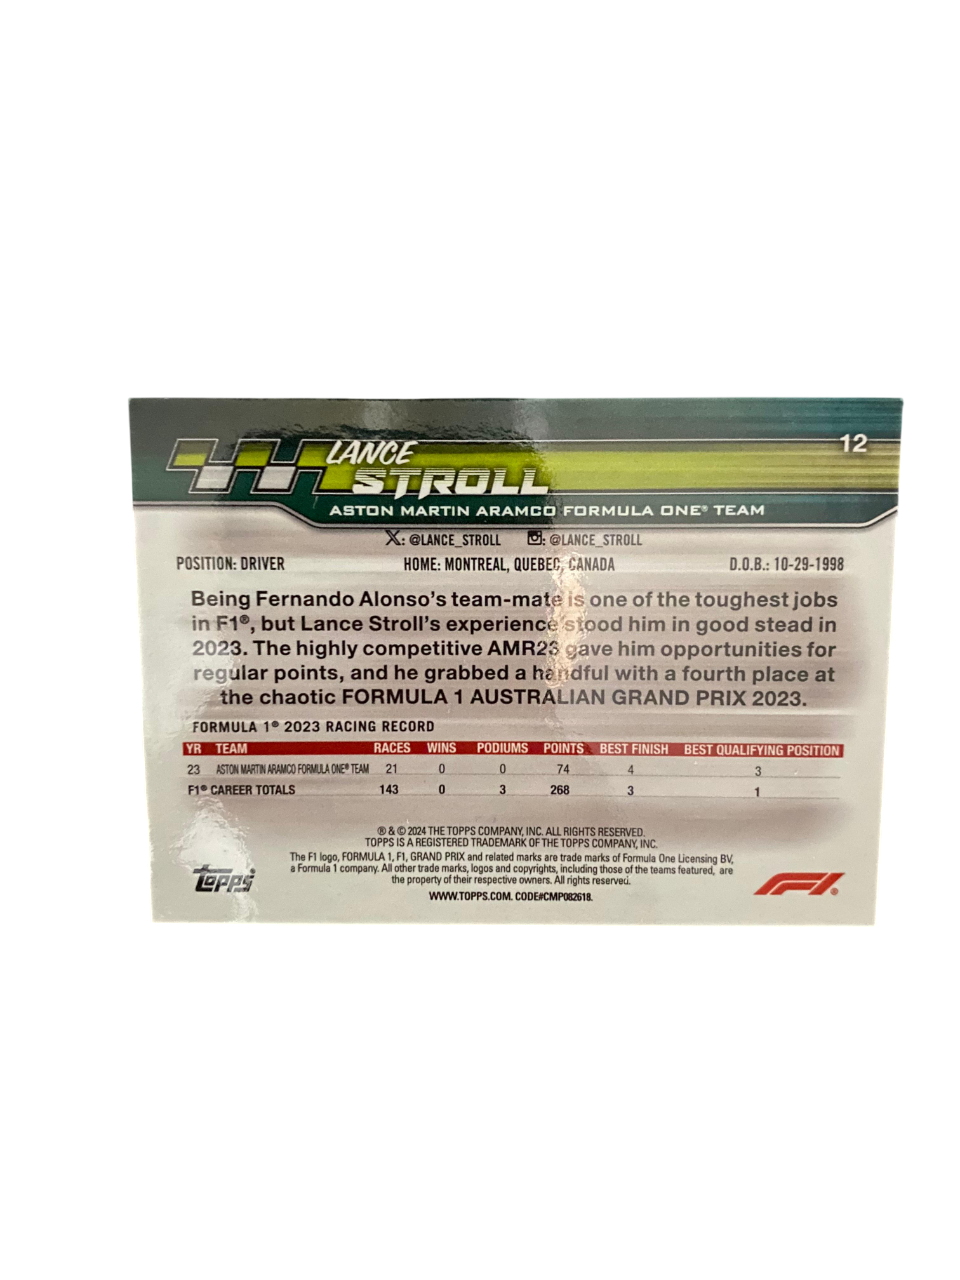 12
LANCE
STROLL
ASTON MARTIN ARAMCO FORMULA ONE® TEAM
X: @LANCE_STROLL : @LANCE_STROLL
POSITION: DRIVER HOME: MONTREAL, QUEBEC, CANADA D.O.B.: 10-29-1998
Being Fernando Alonso's team-mate is one of the toughest jobs
in F1®, but Lance Stroll's experience stood him in good stead in
2023. The highly competitive AMR23 gave him opportunities for
regular points, and he grabbed a handful with a fourth place at
the chaotic FORMULA 1 AUSTRALIAN GRAND PRIX 2023.
FORMULA 1® 2023 RACING RECORD
YR TEAM RACES WINS PODIUMS POINTS BEST FINISH BEST QUALIFYING POSITION
23 ASTON MARTIN ARAMCO FORMULA ONE® TEAM 21 0 0 74 4 3
F1® CAREER TOTALS 143 0 3 268 3 1
® & © 2024 THE TOPPS COMPANY, INC. ALL RIGHTS RESERVED.
TOPPS IS A REGISTERED TRADEMARK OF THE TOPPS COMPANY, INC.
The F1 logo, FORMULA 1, F1, GRAND PRIX and related marks are trade marks of Formula One Licensing BV,
a Formula 1 company. All other trade marks, logos and copyrights, including those of the teams featured, are
the property of their respective owners. All rights reserved.
WWW.TOPPS.COM. CODE#CMP082618.
Topps
F1®